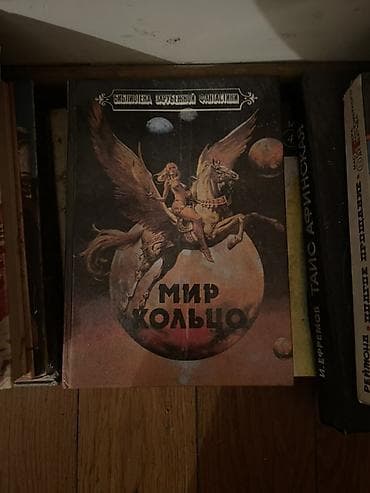 БИБЛИОТЕКА ЗАРУБЕЖНОЙ ФАНТАСТИКИ
МИР
КОЛЬЦО
И.ЕФРЕМОВ ТАИС АФИНСКАЯ